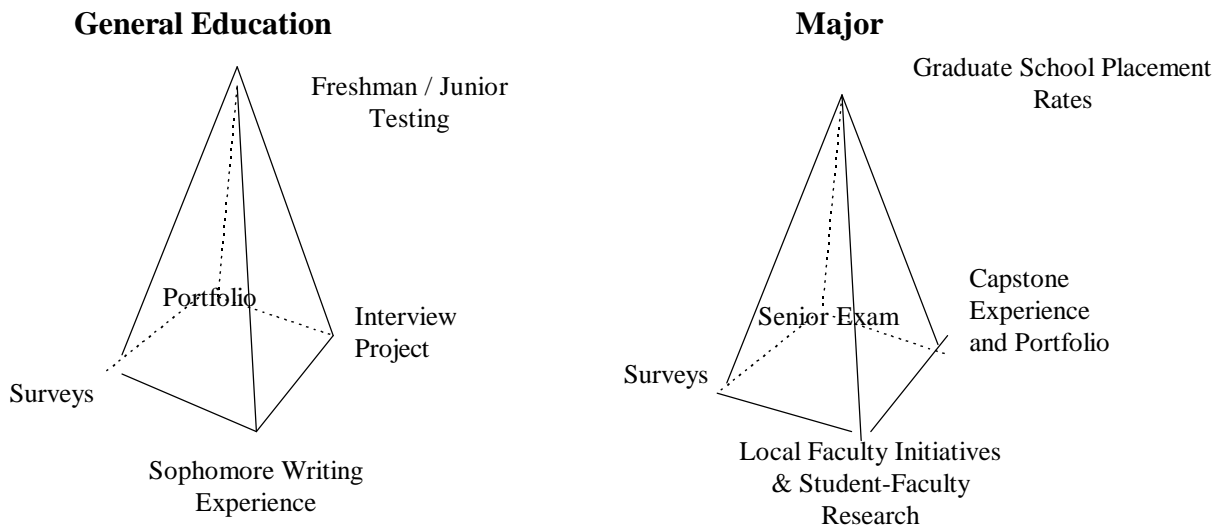 General Education
Freshman / Junior
Testing
Portfolio
Interview
Project
Surveys
Sophomore Writing
Experience
Major
Graduate School Placement
Rates
Senior Exam
Capstone
Experience
and Portfolio
Surveys
Local Faculty Initiatives
& Student-Faculty
Research